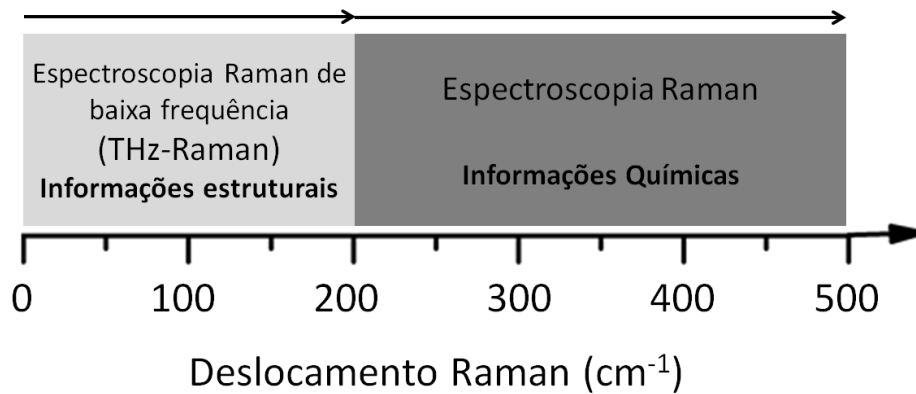 Espectroscopia Raman de
baixa frequência
(THz-Raman)
Informações estruturais
Espectroscopia Raman
Informações Químicas
0 100 200 300 400 500
Deslocamento Raman (cm⁻¹)